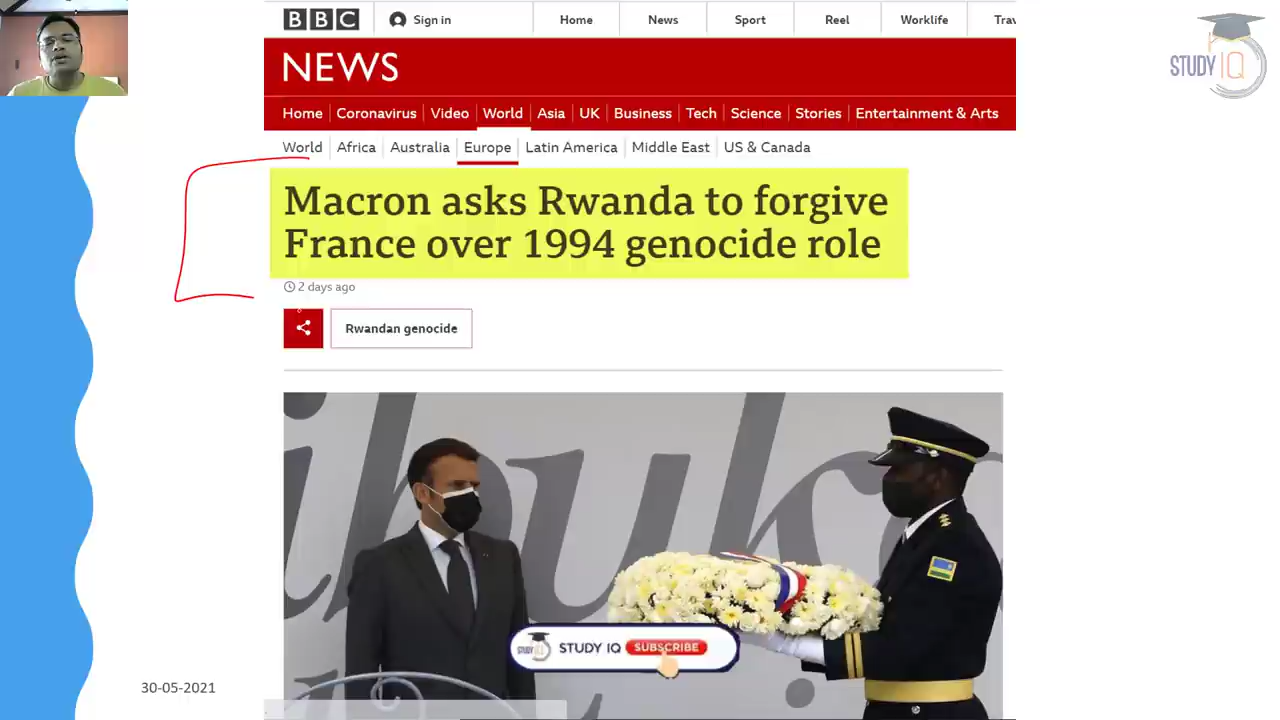 BBC
Sign in
Home
News
Sport
Reel
Worklife
Trav
STUDY IQ
NEWS
Home
Coronavirus
Video
World
Asia
UK
Business
Tech
Science
Stories
Entertainment & Arts
World
Africa
Australia
Europe
Latin America
Middle East
US & Canada
Macron asks Rwanda to forgive
France over 1994 genocide role
2 days ago
Rwandan genocide
STUDY IQ
SUBSCRIBE
30-05-2021